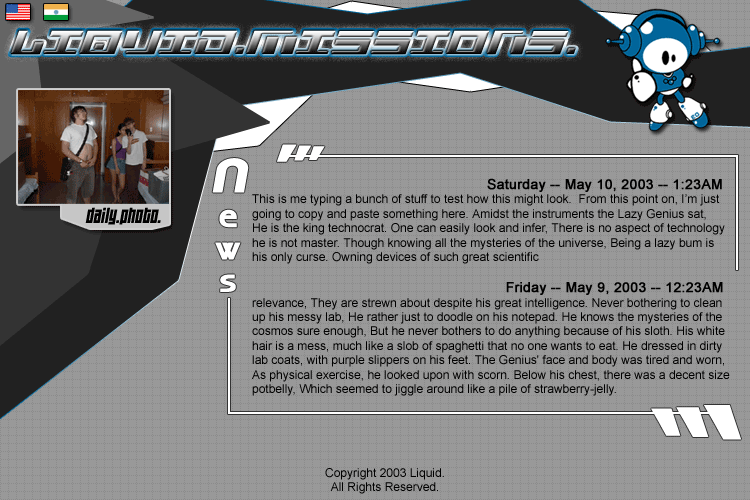 LIQUID.MISSIONS.
daily.photo.
News
Saturday -- May 10, 2003 -- 1:23AM
This is me typing a bunch of stuff to test how this might look.  From this point on, I'm just
going to copy and paste something here. Amidst the instruments the Lazy Genius sat,
He is the king technocrat. One can easily look and infer, There is no aspect of technology
he is not master. Though knowing all the mysteries of the universe, Being a lazy bum is
his only curse. Owning devices of such great scientific
Friday -- May 9, 2003 -- 12:23AM
relevance, They are strewn about despite his great intelligence. Never bothering to clean
up his messy lab, He rather just to doodle on his notepad. He knows the mysteries of the
cosmos sure enough, But he never bothers to do anything because of his sloth. His white
hair is a mess, much like a slob of spaghetti that no one wants to eat. He dressed in dirty
lab coats, with purple slippers on his feet. The Genius' face and body was tired and worn,
As physical exercise, he looked upon with scorn. Below his chest, there was a decent size
potbelly, Which seemed to jiggle around like a pile of strawberry-jelly.
Copyright 2003 Liquid.
All Rights Reserved.